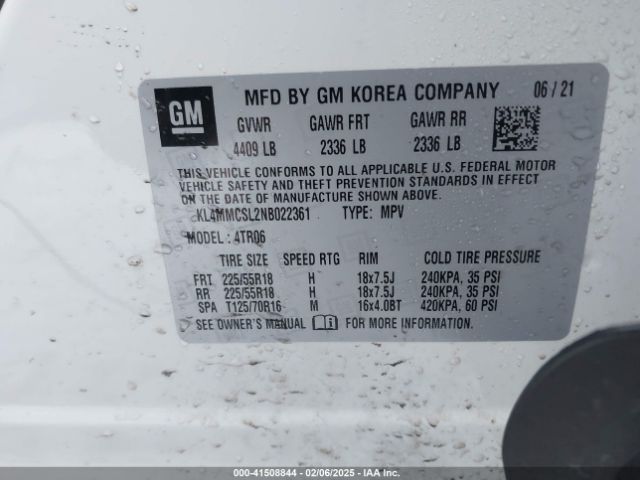 GM
MFD BY GM KOREA COMPANY 06 / 21
GVWR GAWR FRT GAWR RR
4409 LB 2336 LB 2336 LB
THIS VEHICLE CONFORMS TO ALL APPLICABLE U.S. FEDERAL MOTOR
VEHICLE SAFETY AND THEFT PREVENTION STANDARDS IN EFFECT
ON THE DATE OF MANUFACTURE SHOWN ABOVE.
KL4MMCSL2NB022361 TYPE: MPV
MODEL: 4TR06
TIRE SIZE SPEED RTG RIM COLD TIRE PRESSURE
FRT 225/55R18 H 18x7.5J 240KPA, 35 PSI
RR 225/55R18 H 18x7.5J 240KPA, 35 PSI
SPA T125/70R16 M 16x4.0BT 420KPA, 60 PSI
SEE OWNER'S MANUAL FOR MORE INFORMATION.
000-41508844 / 02/06/2025 - IAA Inc.